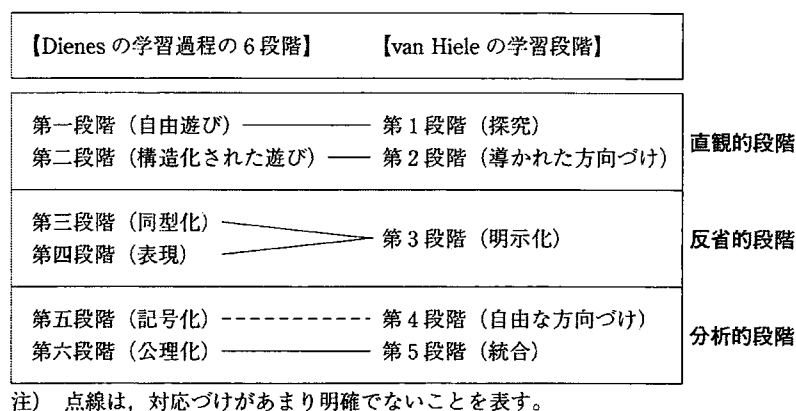 【Dienes の学習過程の6段階】 【van Hiele の学習段階】
第一段階（自由遊び） 第1段階（探究）
第二段階（構造化された遊び） 第2段階（導かれた方向づけ）
直観的段階
第三段階（同型化）
第四段階（表現）
第3段階（明示化）
反省的段階
第五段階（記号化） 第4段階（自由な方向づけ）
第六段階（公理化） 第5段階（統合）
分析的段階
注） 点線は，対応づけがあまり明確でないことを表す。